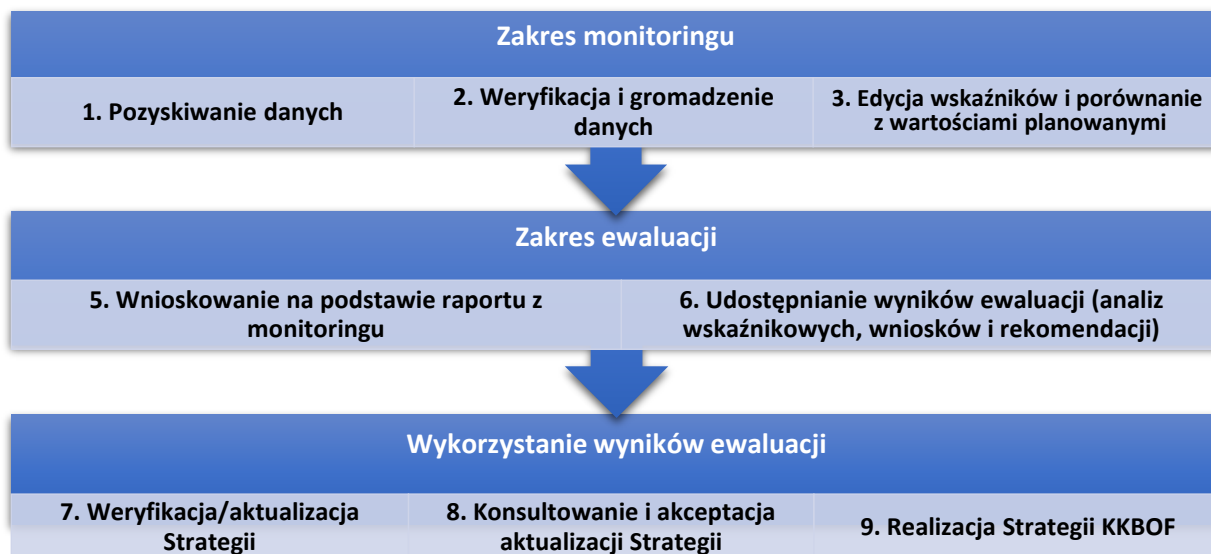 Zakres monitoringu
1. Pozyskiwanie danych
2. Weryfikacja i gromadzenie
danych
3. Edycja wskaźników i porównanie
z wartościami planowanymi
Zakres ewaluacji
5. Wnioskowanie na podstawie raportu z
monitoringu
6. Udostępnianie wyników ewaluacji (analiz
wskaźnikowych, wniosków i rekomendacji)
Wykorzystanie wyników ewaluacji
7. Weryfikacja/aktualizacja
Strategii
8. Konsultowanie i akceptacja
aktualizacji Strategii
9. Realizacja Strategii KKBOF